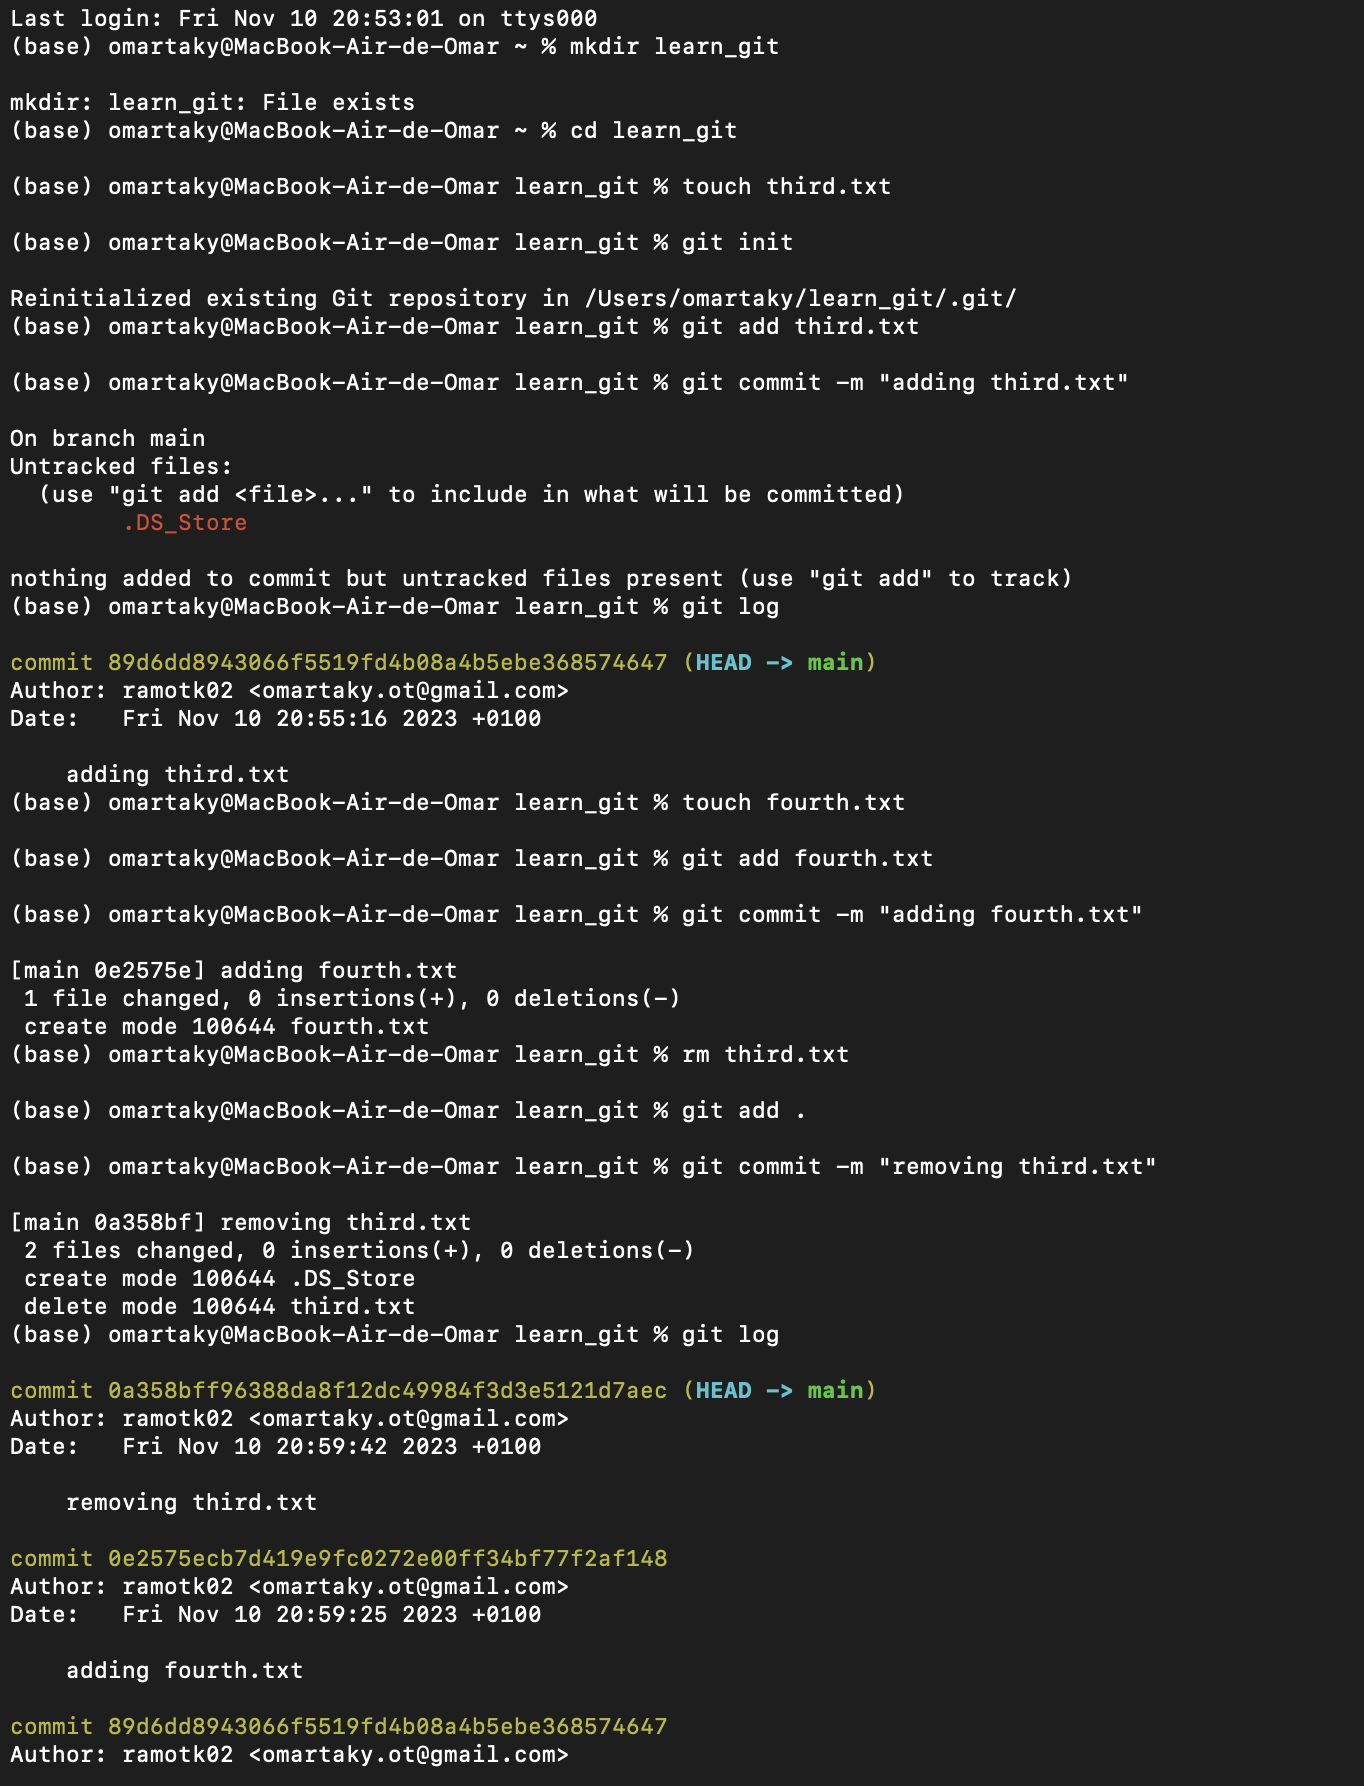 Last login: Fri Nov 10 20:53:01 on ttys000
(base) omartaky@MacBook-Air-de-Omar ~ % mkdir learn_git
mkdir: learn_git: File exists
(base) omartaky@MacBook-Air-de-Omar ~ % cd learn_git
(base) omartaky@MacBook-Air-de-Omar learn_git % touch third.txt
(base) omartaky@MacBook-Air-de-Omar learn_git % git init
Reinitialized existing Git repository in /Users/omartaky/learn_git/.git/
(base) omartaky@MacBook-Air-de-Omar learn_git % git add third.txt
(base) omartaky@MacBook-Air-de-Omar learn_git % git commit -m "adding third.txt"
On branch main
Untracked files:
  (use "git add <file>..." to include in what will be committed)
        .DS_Store
nothing added to commit but untracked files present (use "git add" to track)
(base) omartaky@MacBook-Air-de-Omar learn_git % git log
commit 89d6dd8943066f5519fd4b08a4b5ebe368574647 (HEAD -> main)
Author: ramotk02 <omartaky.ot@gmail.com>
Date:   Fri Nov 10 20:55:16 2023 +0100
    adding third.txt
(base) omartaky@MacBook-Air-de-Omar learn_git % touch fourth.txt
(base) omartaky@MacBook-Air-de-Omar learn_git % git add fourth.txt
(base) omartaky@MacBook-Air-de-Omar learn_git % git commit -m "adding fourth.txt"
[main 0e2575e] adding fourth.txt
 1 file changed, 0 insertions(+), 0 deletions(-)
 create mode 100644 fourth.txt
(base) omartaky@MacBook-Air-de-Omar learn_git % rm third.txt
(base) omartaky@MacBook-Air-de-Omar learn_git % git add .
(base) omartaky@MacBook-Air-de-Omar learn_git % git commit -m "removing third.txt"
[main 0a358bf] removing third.txt
 2 files changed, 0 insertions(+), 0 deletions(-)
 create mode 100644 .DS_Store
 delete mode 100644 third.txt
(base) omartaky@MacBook-Air-de-Omar learn_git % git log
commit 0a358bff96388da8f12dc49984f3d3e5121d7aec (HEAD -> main)
Author: ramotk02 <omartaky.ot@gmail.com>
Date:   Fri Nov 10 20:59:42 2023 +0100
    removing third.txt
commit 0e2575ecb7d419e9fc0272e00ff34bf77f2af148
Author: ramotk02 <omartaky.ot@gmail.com>
Date:   Fri Nov 10 20:59:25 2023 +0100
    adding fourth.txt
commit 89d6dd8943066f5519fd4b08a4b5ebe368574647
Author: ramotk02 <omartaky.ot@gmail.com>